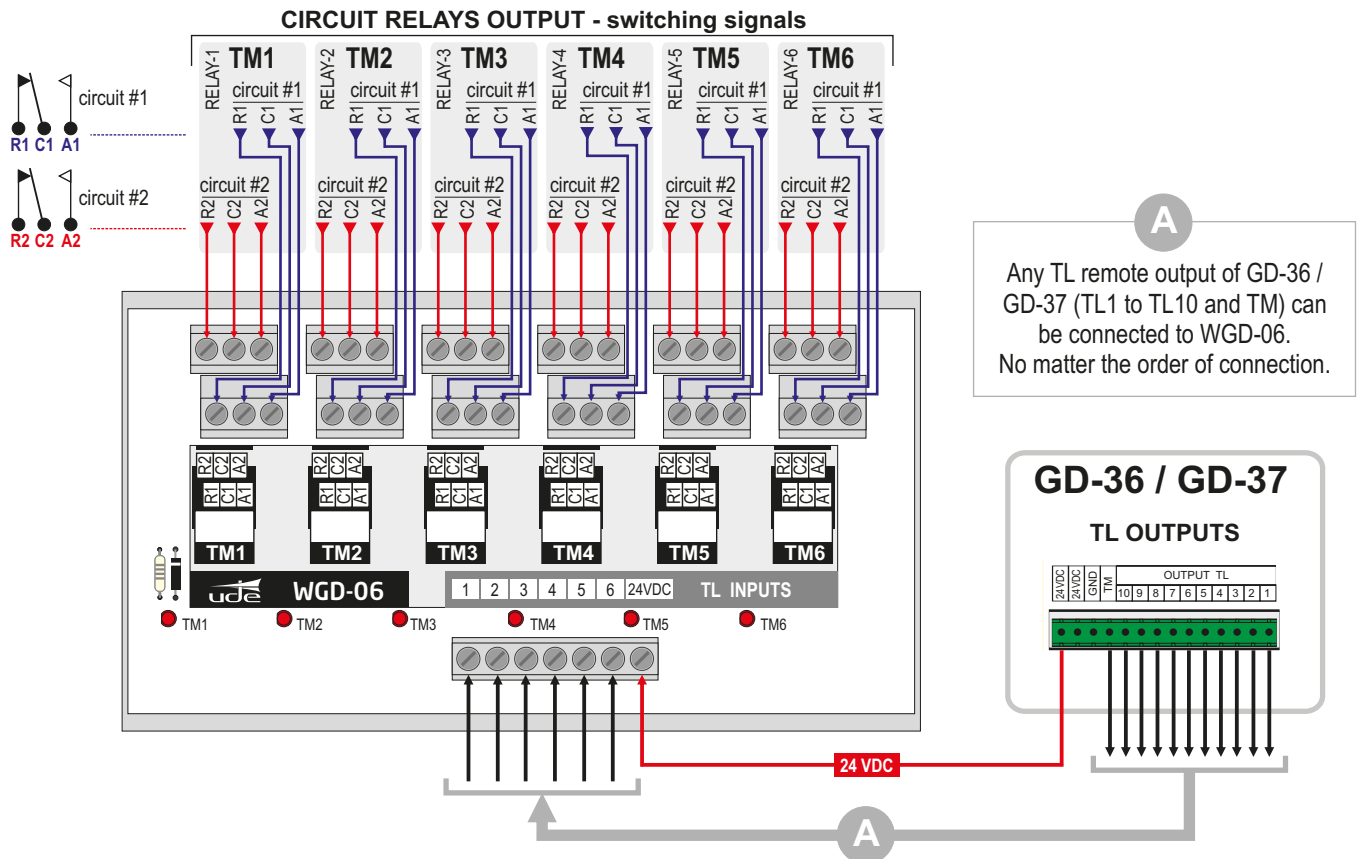 CIRCUIT RELAYS OUTPUT - switching signals
RELAY-1 TM1
circuit #1
R1 C1 A1
circuit #2
R2 C2 A2
RELAY-2 TM2
circuit #1
R1 C1 A1
circuit #2
R2 C2 A2
RELAY-3 TM3
circuit #1
R1 C1 A1
circuit #2
R2 C2 A2
RELAY-4 TM4
circuit #1
R1 C1 A1
circuit #2
R2 C2 A2
RELAY-5 TM5
circuit #1
R1 C1 A1
circuit #2
R2 C2 A2
RELAY-6 TM6
circuit #1
R1 C1 A1
circuit #2
R2 C2 A2
circuit #1
R1 C1 A1
circuit #2
R2 C2 A2
A
Any TL remote output of GD-36 /
GD-37 (TL1 to TL10 and TM) can
be connected to WGD-06.
No matter the order of connection.
R2 C2 A2 R2 C2 A2 R2 C2 A2 R2 C2 A2 R2 C2 A2 R2 C2 A2
R1 C1 A1 R1 C1 A1 R1 C1 A1 R1 C1 A1 R1 C1 A1 R1 C1 A1
TM1 TM2 TM3 TM4 TM5 TM6
ude WGD-06 1 2 3 4 5 6 24VDC TL INPUTS
TM1 TM2 TM3 TM4 TM5 TM6
GD-36 / GD-37
TL OUTPUTS
24VDC 24VDC GND TM OUTPUT TL
10 9 8 7 6 5 4 3 2 1
24 VDC
A